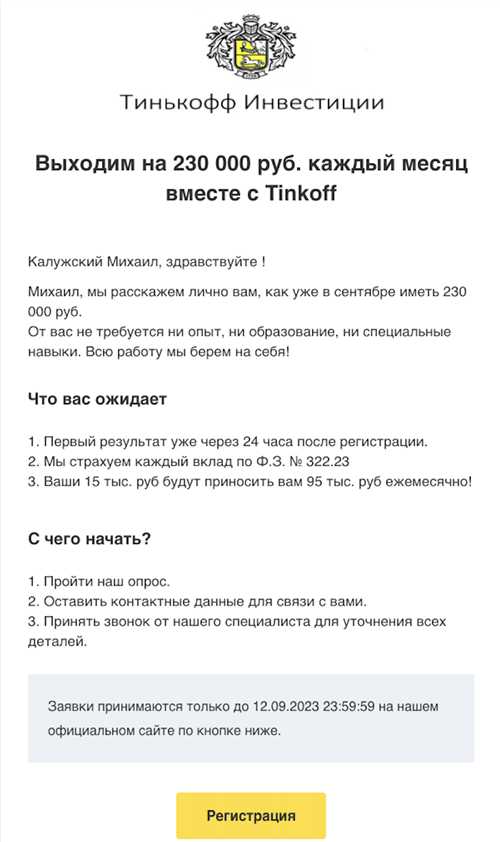 Тинькофф Инвестиции
Выходим на 230 000 руб. каждый месяц
вместе с Tinkoff
Калужский Михаил, здравствуйте !
Михаил, мы расскажем лично вам, как уже в сентябре иметь 230
000 руб.
От вас не требуется ни опыт, ни образование, ни специальные
навыки. Всю работу мы берем на себя!
Что вас ожидает
1. Первый результат уже через 24 часа после регистрации.
2. Мы страхуем каждый вклад по Ф.З. № 322.23
3. Ваши 15 тыс. руб будут приносить вам 95 тыс. руб ежемесячно!
С чего начать?
1. Пройти наш опрос.
2. Оставить контактные данные для связи с вами.
3. Принять звонок от нашего специалиста для уточнения всех
деталей.
Заявки принимаются только до 12.09.2023 23:59:59 на нашем
официальном сайте по кнопке ниже.
Регистрация